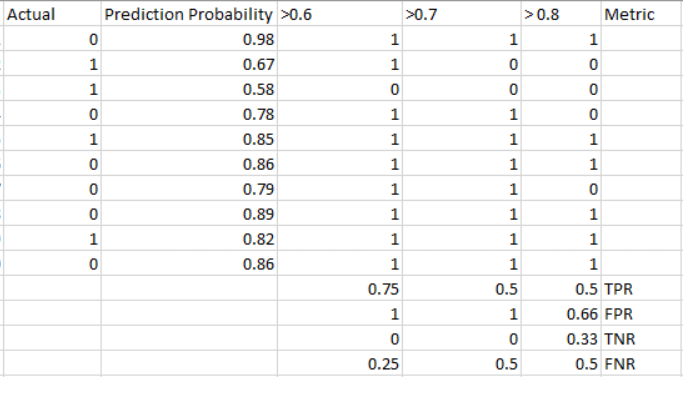 Actual Prediction Probability >0.6 >0.7 >0.8 Metric
0 0.98 1 1 1
1 0.67 1 0 0
1 0.58 0 0 0
0 0.78 1 1 0
1 0.85 1 1 1
0 0.86 1 1 1
0 0.79 1 1 0
0 0.89 1 1 1
1 0.82 1 1 1
0 0.86 1 1 1
0.75 0.5 0.5 TPR
1 1 0.66 FPR
0 0 0.33 TNR
0.25 0.5 0.5 FNR